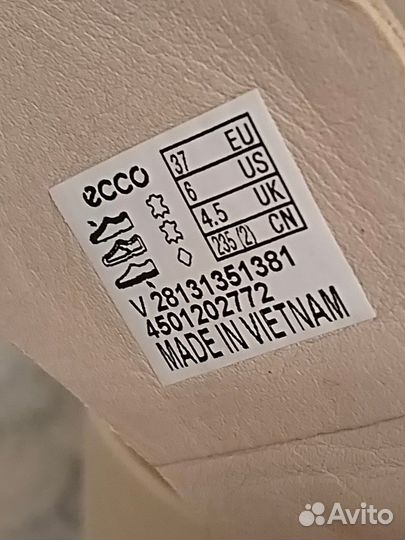 ecco
37 EU
6 US
4.5 UK
235 (2) CN
V 28131351381
4501202772
MADE IN VIETNAM
Avito